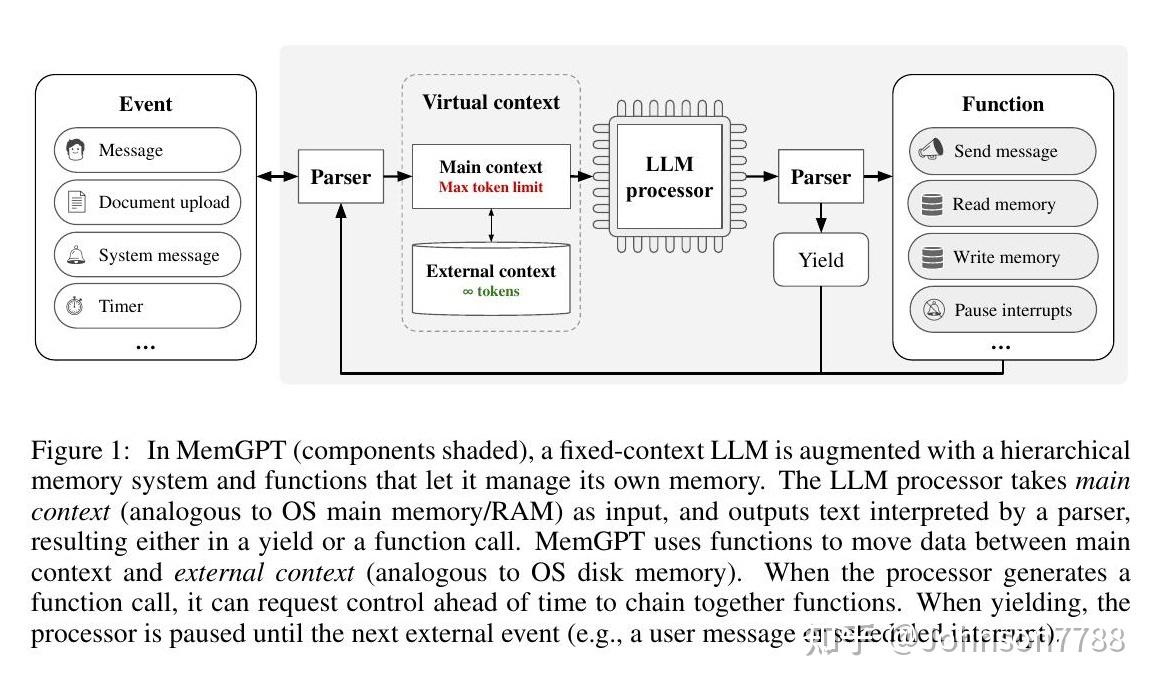 Event
Message
Document upload
System message
Timer
...
Parser
Virtual context
Main context
Max token limit
External context
∞ tokens
LLM
processor
Parser
Yield
Function
Send message
Read memory
Write memory
Pause interrupts
...
Figure 1: In MemGPT (components shaded), a fixed-context LLM is augmented with a hierarchical
memory system and functions that let it manage its own memory. The LLM processor takes main
context (analogous to OS main memory/RAM) as input, and outputs text interpreted by a parser,
resulting either in a yield or a function call. MemGPT uses functions to move data between main
context and external context (analogous to OS disk memory). When the processor generates a
function call, it can request control ahead of time to chain together functions. When yielding, the
processor is paused until the next external event (e.g., a user message or scheduled interrupt).
知乎 @Johnson7788